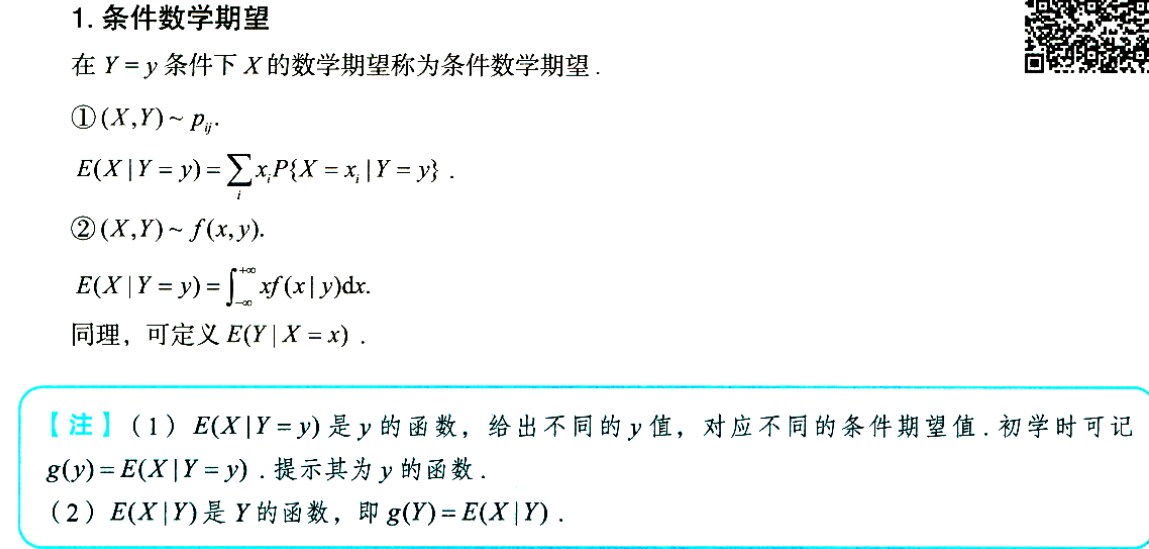 1. 条件数学期望
在 Y = y 条件下 X 的数学期望称为条件数学期望 .
①(X,Y) ~ p_{ij}.
E(X | Y = y) = ∑_i x_i P{X = x_i | Y = y} .
②(X,Y) ~ f(x,y).
E(X | Y = y) = ∫_{-∞}^{+∞} xf(x | y)dx.
同理，可定义 E(Y | X = x) .
【注】（1）E(X | Y = y) 是 y 的函数，给出不同的 y 值，对应不同的条件期望值 . 初学时可记
g(y) = E(X | Y = y) . 提示其为 y 的函数 .
（2）E(X | Y) 是 Y 的函数，即 g(Y) = E(X | Y) .